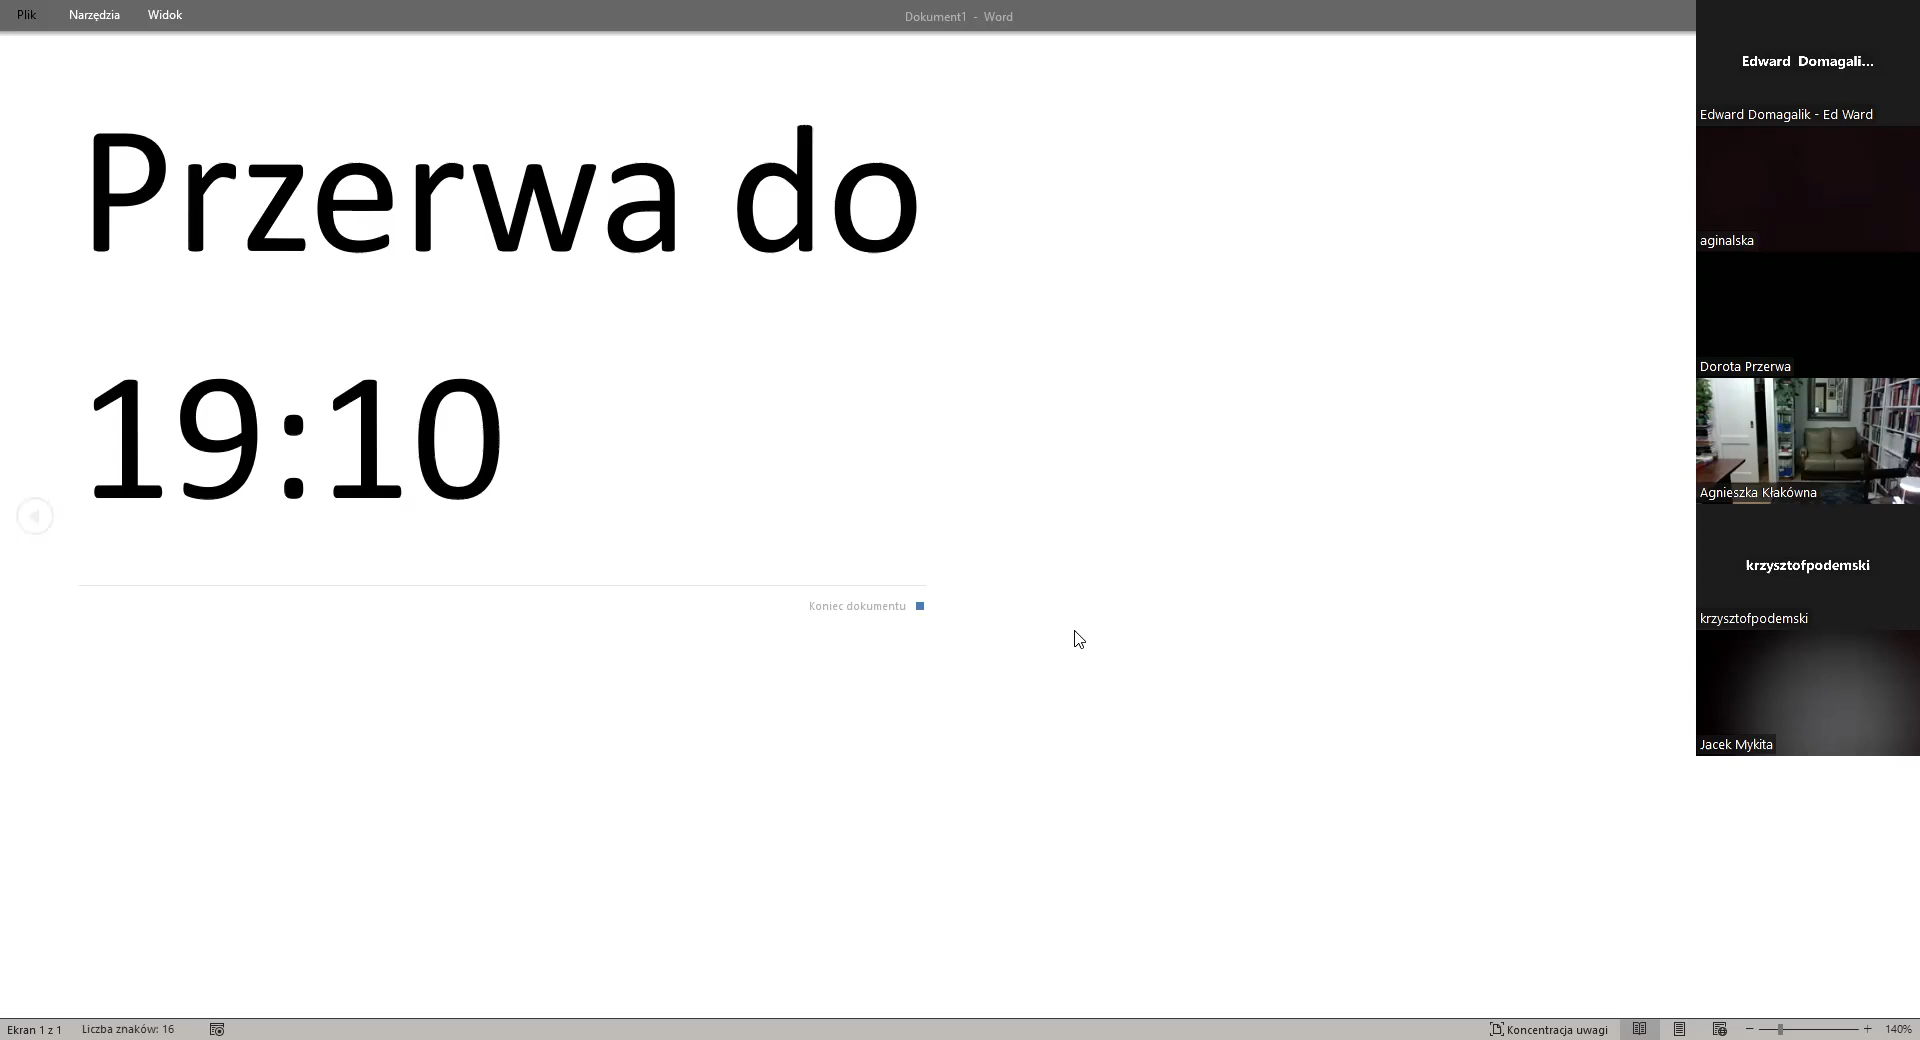 Plik Narzędzia Widok
Dokument1 - Word
Przerwa do
19:10
Koniec dokumentu
Edward Domagali...
Edward Domagalik - Ed Ward
aginalska
Dorota Przerwa
Agnieszka Kłakówna
krzysztofpodemski
krzysztofpodemski
Jacek Mykita
Ekran 1 z 1 Liczba znaków: 16
Koncentracja uwagi
140%